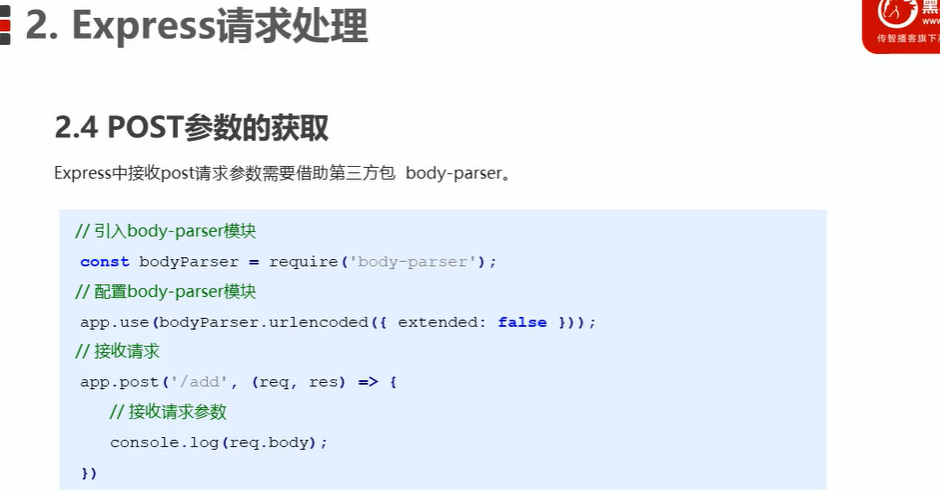 2. Express请求处理
黑
www
传智播客旗下
2.4 POST参数的获取
Express中接收post请求参数需要借助第三方包 body-parser。
// 引入body-parser模块
const bodyParser = require('body-parser');
// 配置body-parser模块
app.use(bodyParser.urlencoded({ extended: false }));
// 接收请求
app.post('/add', (req, res) => {
// 接收请求参数
console.log(req.body);
})